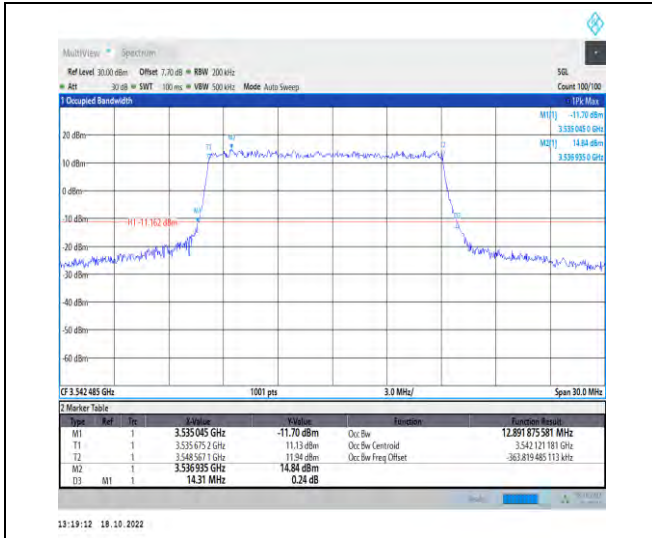 MultiView Spectrum
Ref Level 30.00 dBm Offset 7.70 dB RBW 200 kHz SGL
Att 30 dB SWT 100 ms VBW 500 kHz Mode Auto Sweep Count 100/100
1 Occupied Bandwidth 1Pk Max
M1[1] -11.70 dBm
3.535 045 0 GHz
M2[1] 14.84 dBm
3.536 935 0 GHz
20 dBm
M2
T1
T2
10 dBm
0 dBm
-10 dBm
H1 -11.162 dBm
-20 dBm
-30 dBm
-40 dBm
-50 dBm
-60 dBm
CF 3.542 485 GHz 1001 pts 3.0 MHz/ Span 30.0 MHz
2 Marker Table
Type Ref Trc X-Value Y-Value Function Function Result
M1 1 3.535 045 GHz -11.70 dBm Occ Bw 12.891 875 581 MHz
T1 1 3.535 675 2 GHz 11.13 dBm Occ Bw Centroid 3.542 121 181 GHz
T2 1 3.548 567 1 GHz 11.94 dBm Occ Bw Freq Offset -363.819 485 113 kHz
M2 1 3.536 935 GHz 14.84 dBm
D3 M1 1 14.31 MHz 0.24 dB
13:19:12 18.10.2022